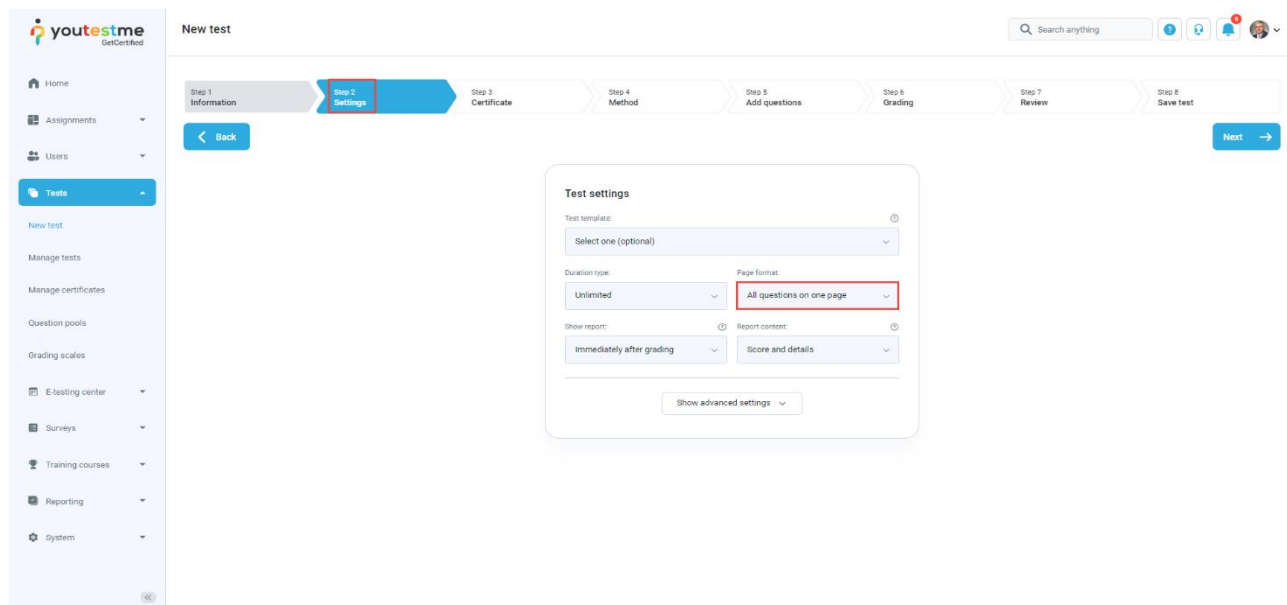 youtestme
GetCertified
New test
Search anything
6
Home
Assignments
Users
Tests
New test
Manage tests
Manage certificates
Question pools
Grading scales
E-testing center
Surveys
Training courses
Reporting
System
Step 1
Information
Step 2
Settings
Step 3
Certificate
Step 4
Method
Step 5
Add questions
Step 6
Grading
Step 7
Review
Step 8
Save test
Back
Next
Test settings
Test template:
Select one (optional)
Duration type:
Page format:
Unlimited
All questions on one page
Show report:
Report content:
Immediately after grading
Score and details
Show advanced settings